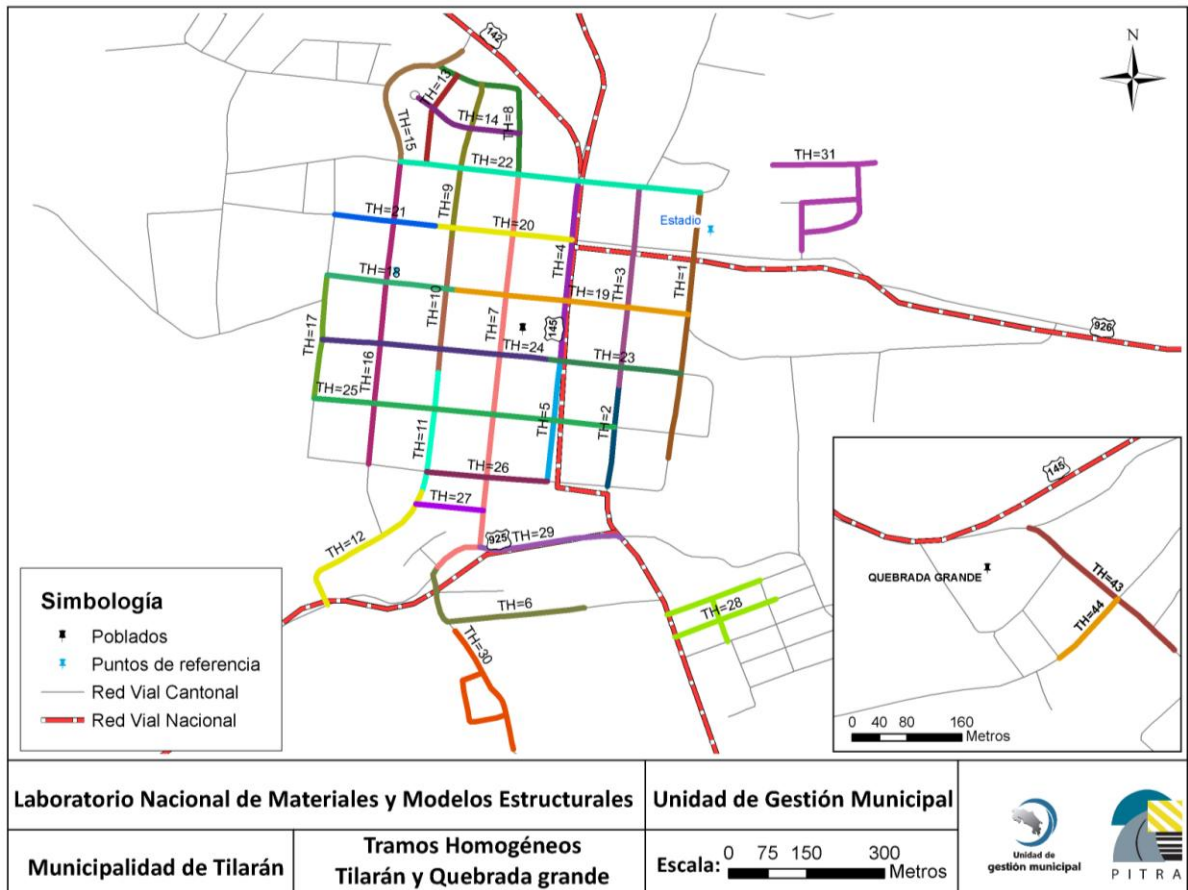 142
N
TH=13
TH=15
TH=14
TH=8
TH=22
TH=31
TH=9
TH=21
TH=20
Estadio
TH=4
TH=3
TH=1
TH=18
TH=10
TH=19
TH=7
145
926
TH=17
TH=16
TH=24
TH=23
TH=25
TH=5
TH=2
TH=11
TH=26
TH=27
TH=12
925
TH=29
TH=6
TH=28
TH=30
145
QUEBRADA GRANDE
TH=43
TH=44
0 40 80 160
Metros
Simbología
Poblados
Puntos de referencia
Red Vial Cantonal
Red Vial Nacional
Laboratorio Nacional de Materiales y Modelos Estructurales
Unidad de Gestión Municipal
Municipalidad de Tilarán
Tramos Homogéneos
Tilarán y Quebrada grande
Escala: 0 75 150 300
Metros
Unidad de
gestión municipal
PITRA